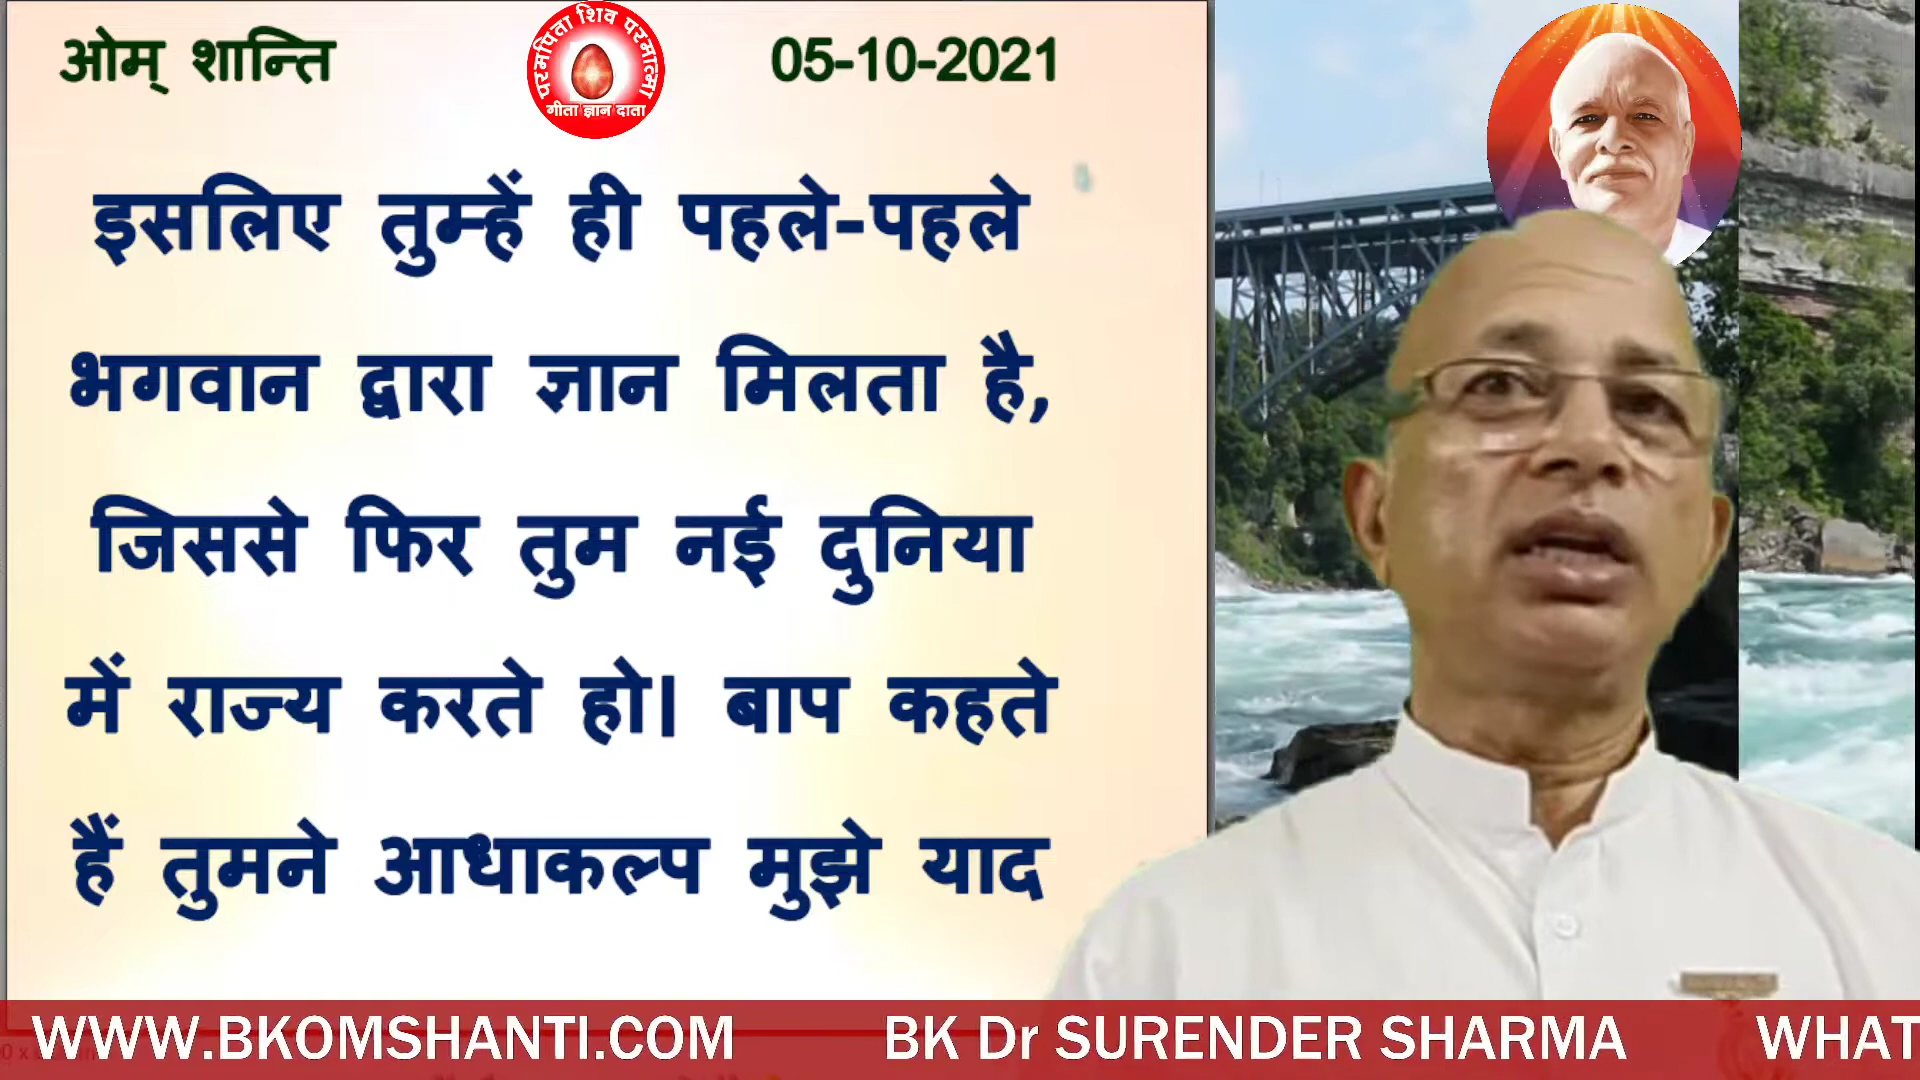 ओम् शान्ति
परमपिता शिव परमात्मा
गीता ज्ञान दाता
05-10-2021
इसलिए तुम्हें ही पहले-पहले
भगवान द्वारा ज्ञान मिलता है,
जिससे फिर तुम नई दुनिया
में राज्य करते हो। बाप कहते
हैं तुमने आधाकल्प मुझे याद
WWW.BKOMSHANTI.COM BK Dr SURENDER SHARMA WHAT